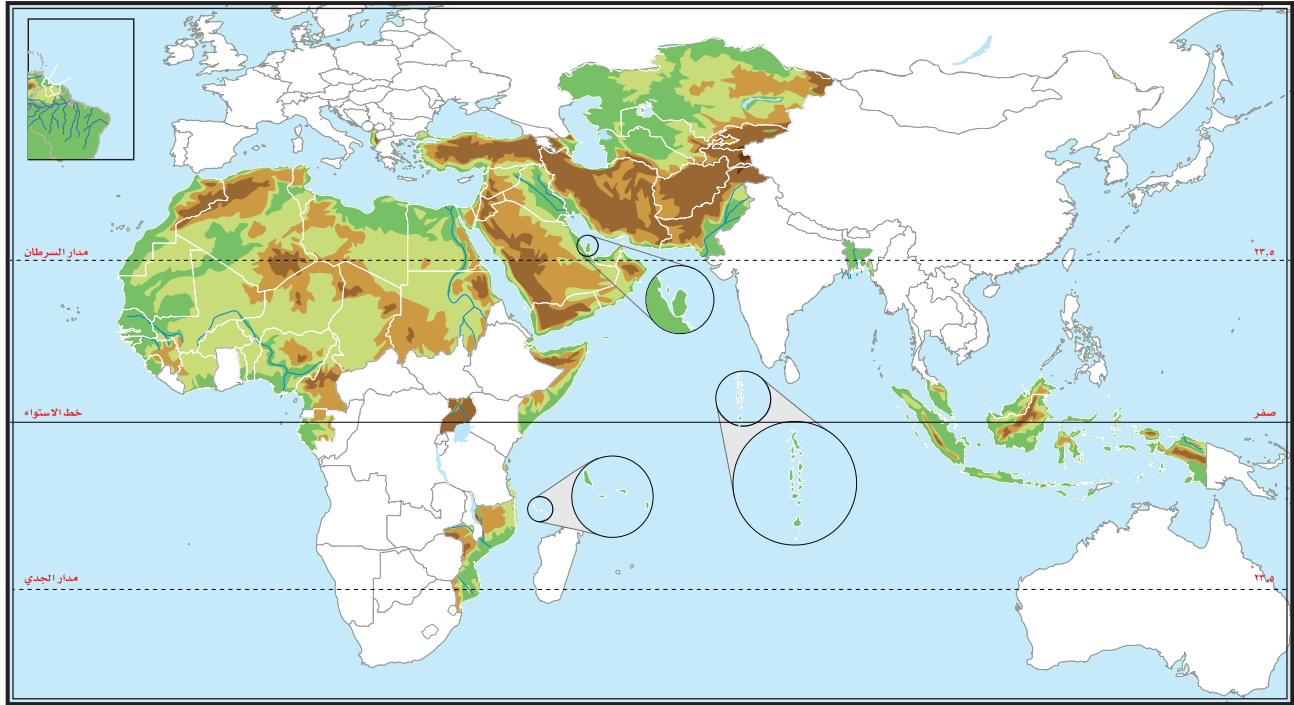 مدار السرطان
٢٣٫٥°
خط الاستواء
صفر
مدار الجدي
٢٣٫٥°